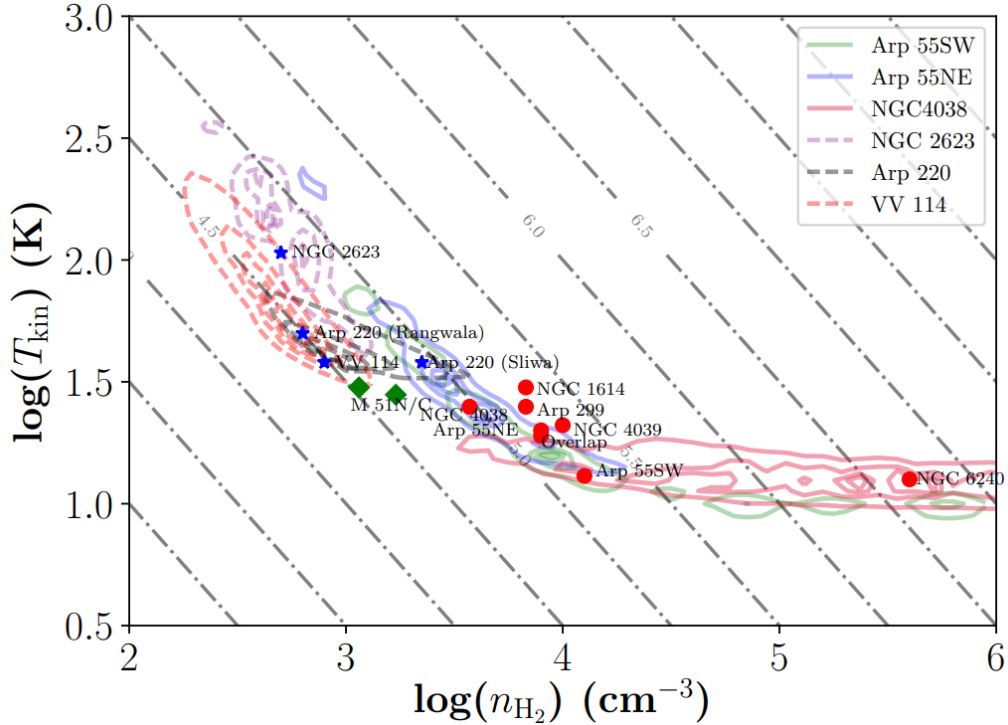 log(T_kin) (K)
3.0
2.5
2.0
1.5
1.0
0.5
2
3
4
5
6
log(n_H₂) (cm⁻³)
Arp 55SW
Arp 55NE
NGC4038
NGC 2623
Arp 220
VV 114
4.5
6.0
6.5
NGC 2623
Arp 220 (Rangwala)
VV 114
Arp 220 (Sliwa)
M 51N/C
NGC 1614
NGC 4038
Arp 299
Arp 55NE
NGC 4039
Overlap
5.0
5.5
Arp 55SW
NGC 6240